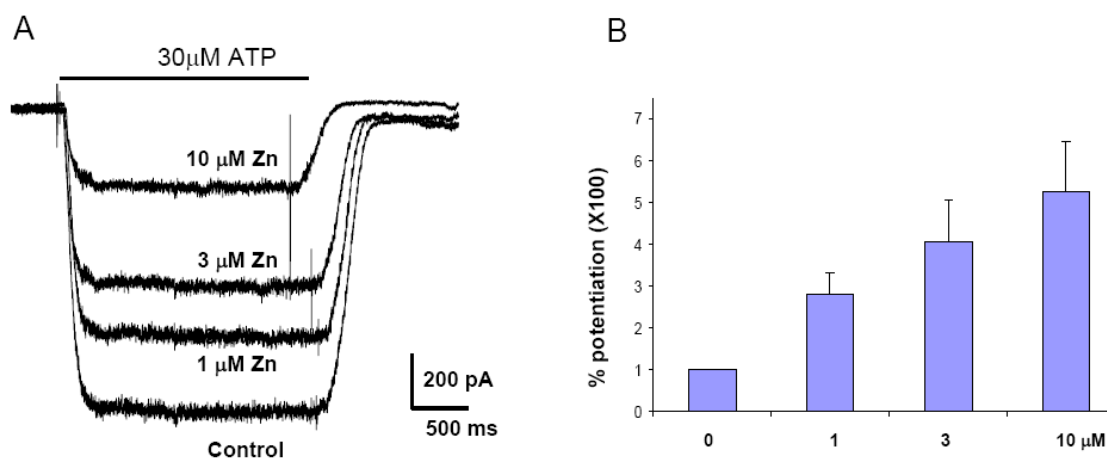 A
30μM ATP
10 μM Zn
3 μM Zn
1 μM Zn
Control
200 pA
500 ms
B
% potentiation (X100)
7
6
5
4
3
2
1
0
0 1 3 10 μM